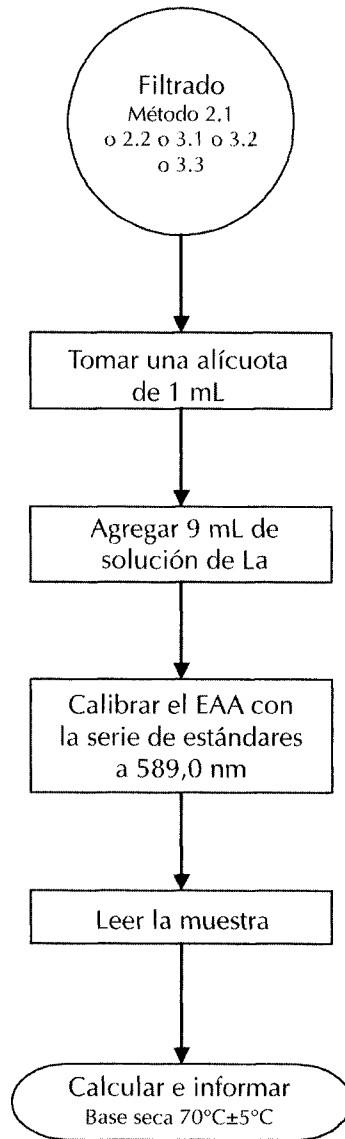 Filtrado
Método 2.1
o 2.2 o 3.1 o 3.2
o 3.3
Tomar una alícuota
de 1 mL
Agregar 9 mL de
solución de La
Calibrar el EAA con
la serie de estándares
a 589,0 nm
Leer la muestra
Calcular e informar
Base seca 70°C±5°C